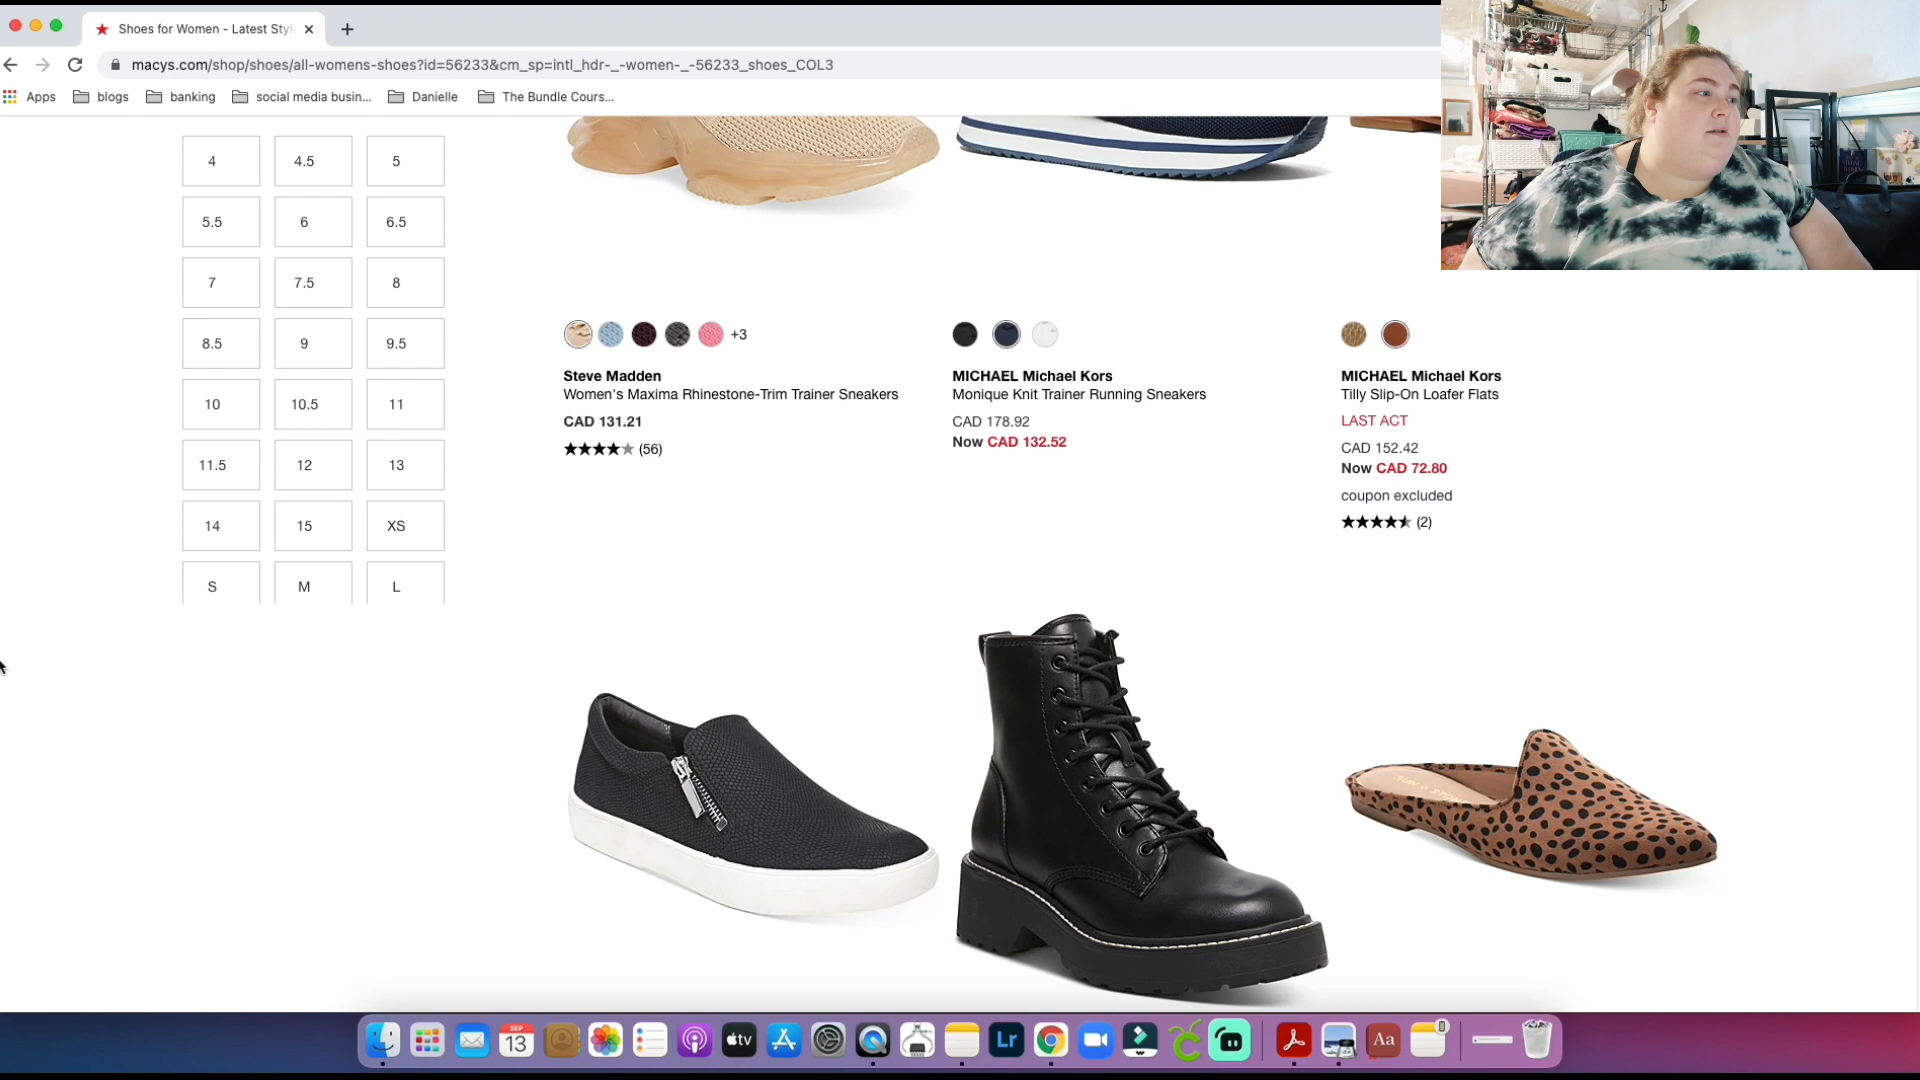 Shoes for Women - Latest Styl
macys.com/shop/shoes/all-womens-shoes?id=56233&cm_sp=intl_hdr-_-women-_-56233_shoes_COL3
Apps blogs banking social media busin... Danielle The Bundle Cours...
4 4.5 5
5.5 6 6.5
7 7.5 8
8.5 9 9.5
10 10.5 11
11.5 12 13
14 15 XS
S M L
+3
Steve Madden
Women's Maxima Rhinestone-Trim Trainer Sneakers
CAD 131.21
(56)
MICHAEL Michael Kors
Monique Knit Trainer Running Sneakers
CAD 178.92
Now CAD 132.52
MICHAEL Michael Kors
Tilly Slip-On Loafer Flats
LAST ACT
CAD 152.42
Now CAD 72.80
coupon excluded
(2)
SUN + STONE
SEP
13
tv
Lr
Aa